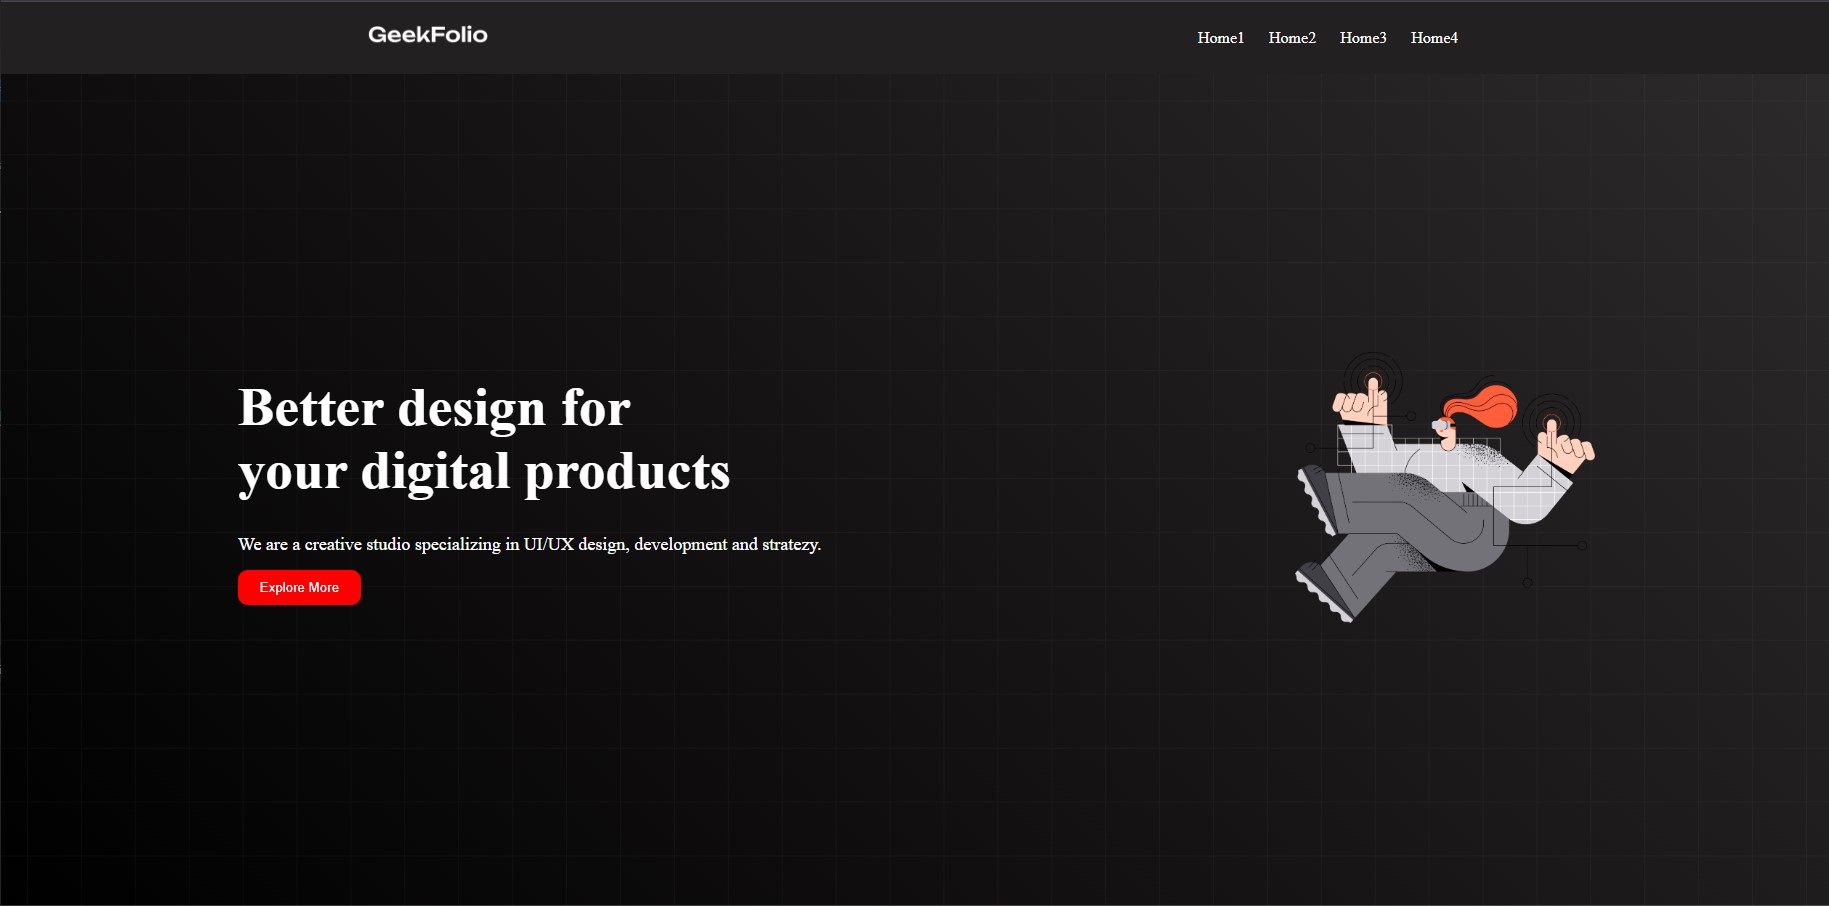 GeekFolio
Home1 Home2 Home3 Home4
Better design for
your digital products
We are a creative studio specializing in UI/UX design, development and stratezy.
Explore More